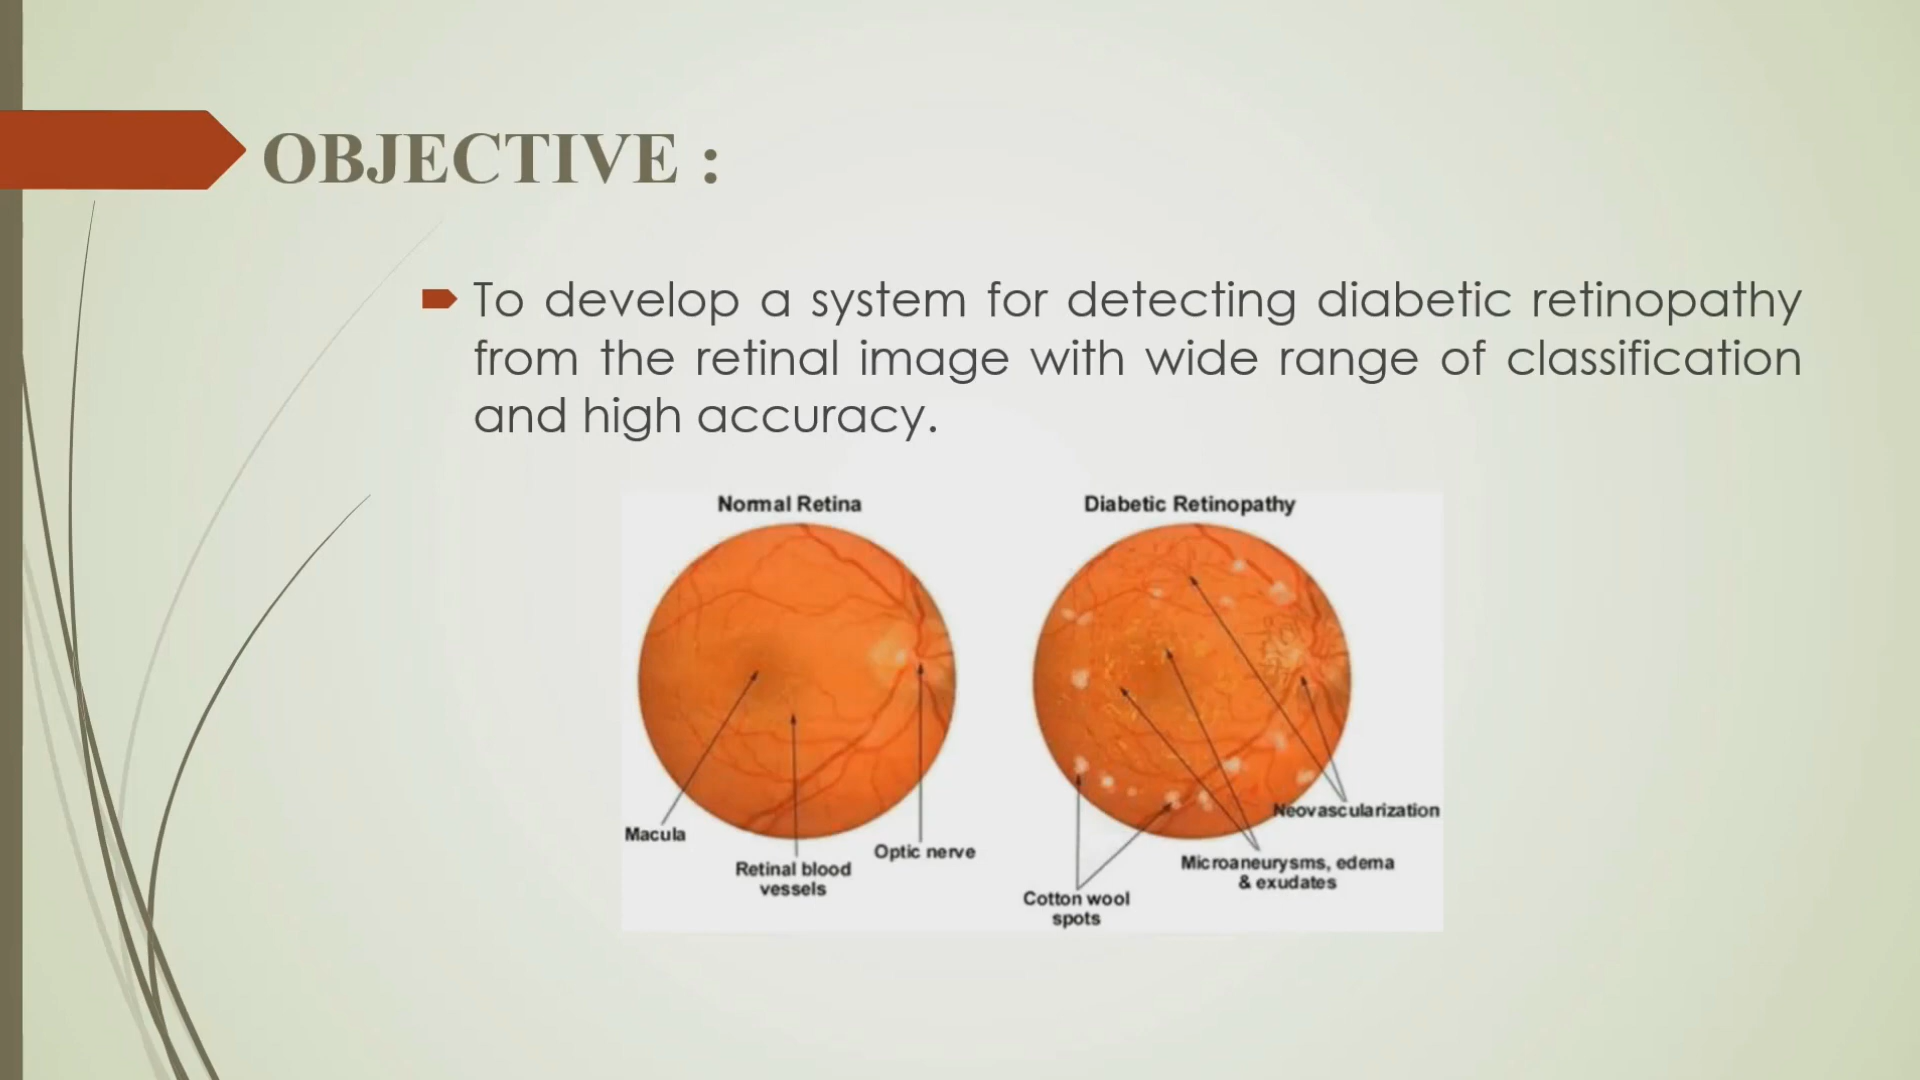 OBJECTIVE :
To develop a system for detecting diabetic retinopathy
from the retinal image with wide range of classification
and high accuracy.
Normal Retina
Diabetic Retinopathy
Macula
Retinal blood
vessels
Optic nerve
Neovascularization
Microaneurysms, edema
& exudates
Cotton wool
spots